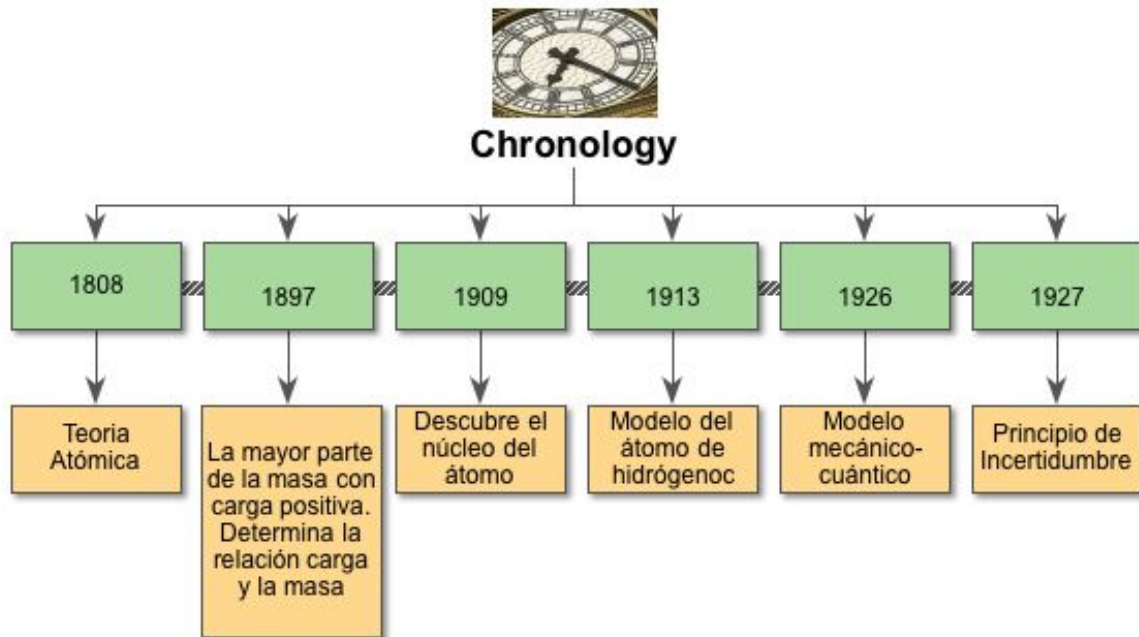 Chronology
1808
1897
1909
1913
1926
1927
Teoria
Atómica
La mayor parte
de la masa con
carga positiva.
Determina la
relación carga
y la masa
Descubre el
núcleo del
átomo
Modelo del
átomo de
hidrógenoc
Modelo
mecánico-
cuántico
Principio de
Incertidumbre